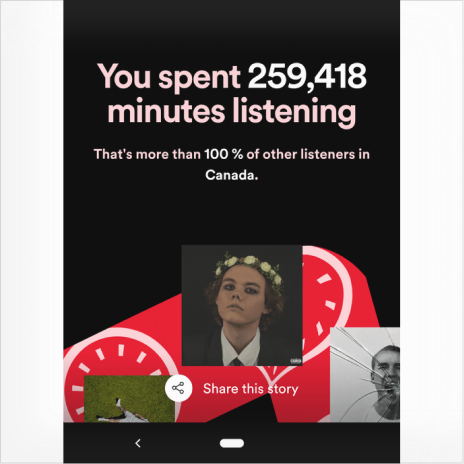 You spent 259,418
minutes listening
That's more than 100 % of other listeners in
Canada.
Share this story